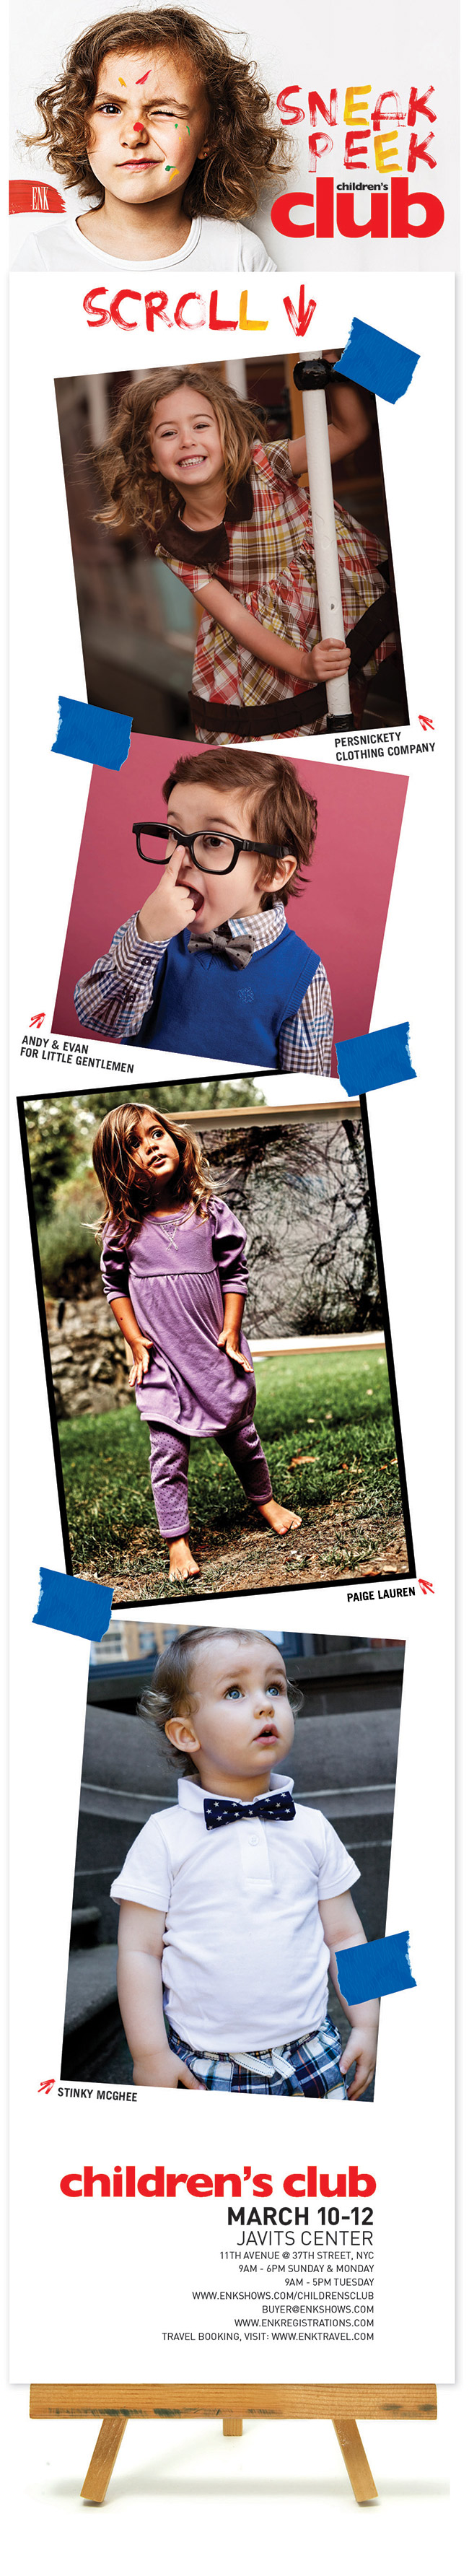 SNEAK
PEEK
children's
club
ENK
SCROLL
PERSNICKETY
CLOTHING COMPANY
ANDY & EVAN
FOR LITTLE GENTLEMEN
PAIGE LAUREN
STINKY MCGHEE
children's club
MARCH 10-12
JAVITS CENTER
11TH AVENUE @ 37TH STREET, NYC
9AM - 6PM SUNDAY & MONDAY
9AM - 5PM TUESDAY
WWW.ENKSHOWS.COM/CHILDRENSCLUB
BUYER@ENKSHOWS.COM
WWW.ENKREGISTRATIONS.COM
TRAVEL BOOKING, VISIT: WWW.ENKTRAVEL.COM